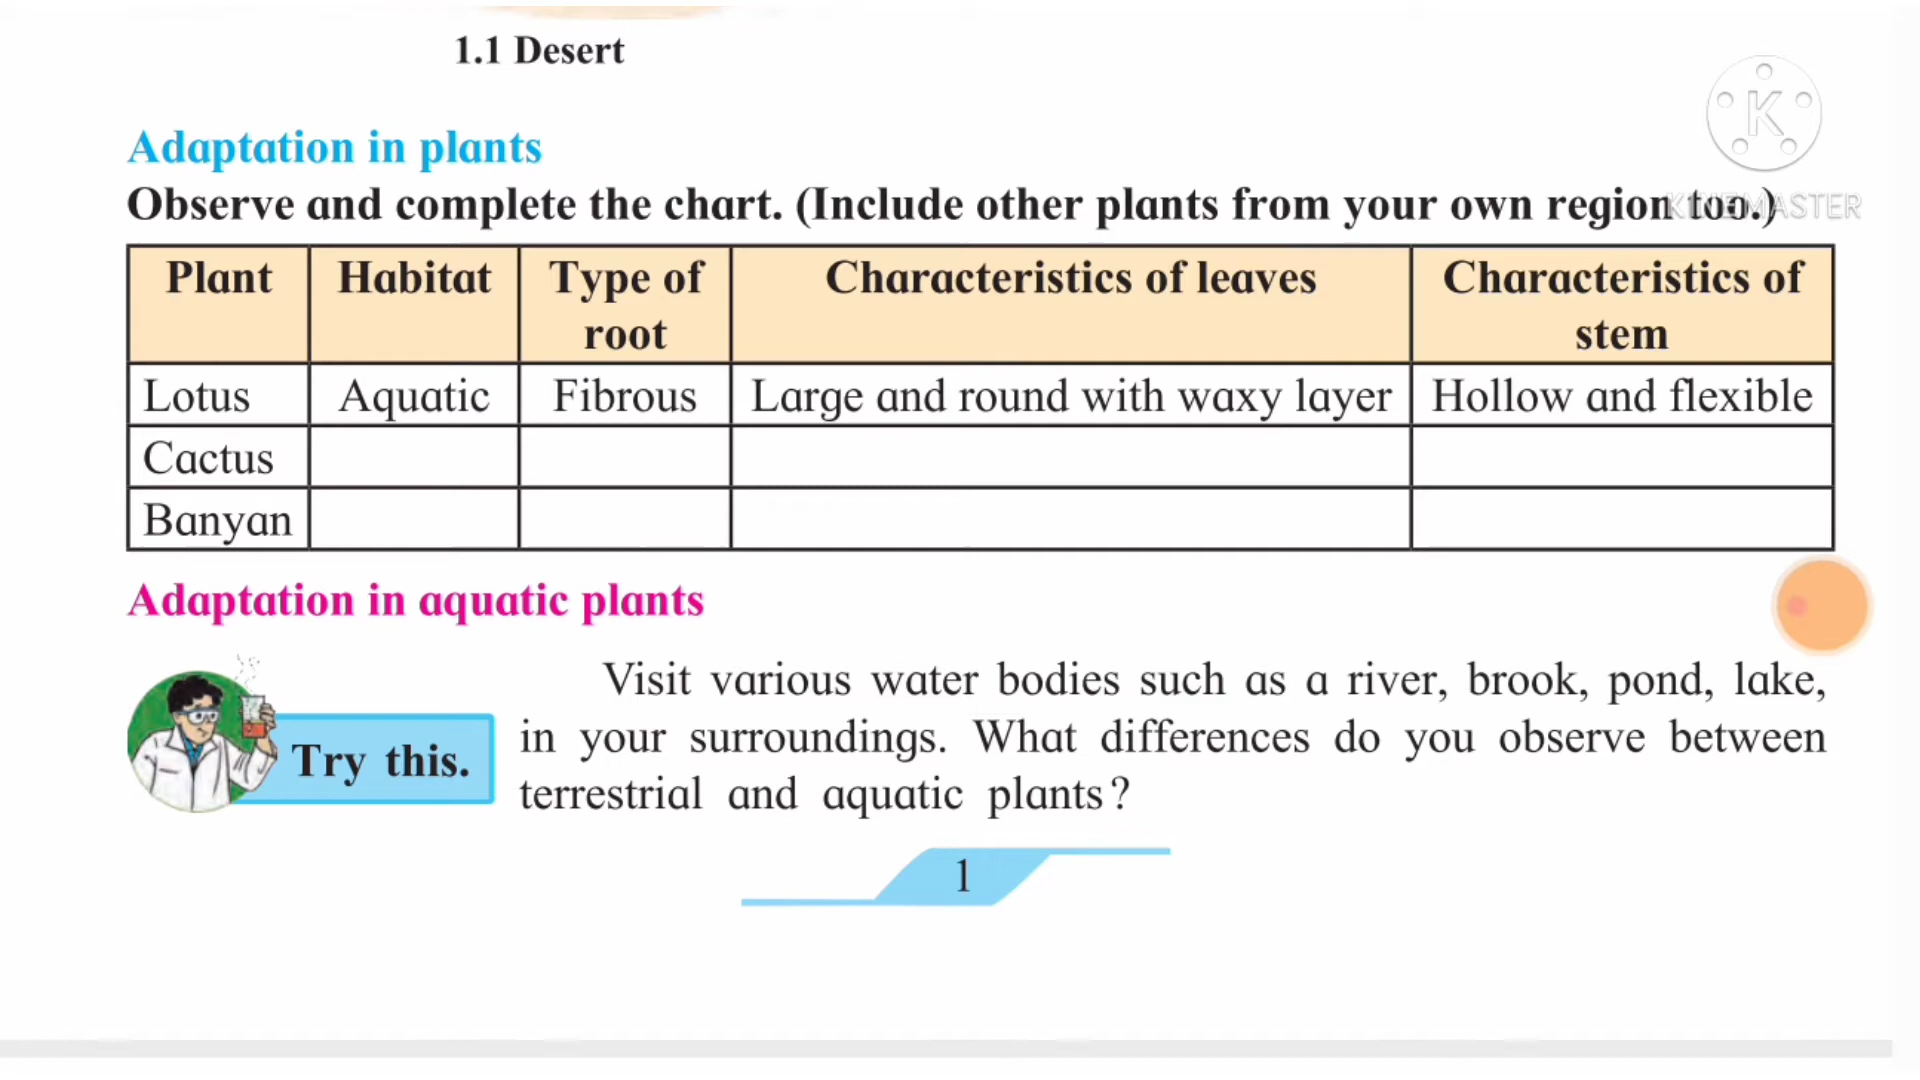 1.1 Desert
K
KINEMASTER
Adaptation in plants
Observe and complete the chart. (Include other plants from your own region too.)
Plant Habitat Type of root Characteristics of leaves Characteristics of stem
Lotus Aquatic Fibrous Large and round with waxy layer Hollow and flexible
Cactus
Banyan
Adaptation in aquatic plants
Try this.
Visit various water bodies such as a river, brook, pond, lake,
in your surroundings. What differences do you observe between
terrestrial and aquatic plants?
1